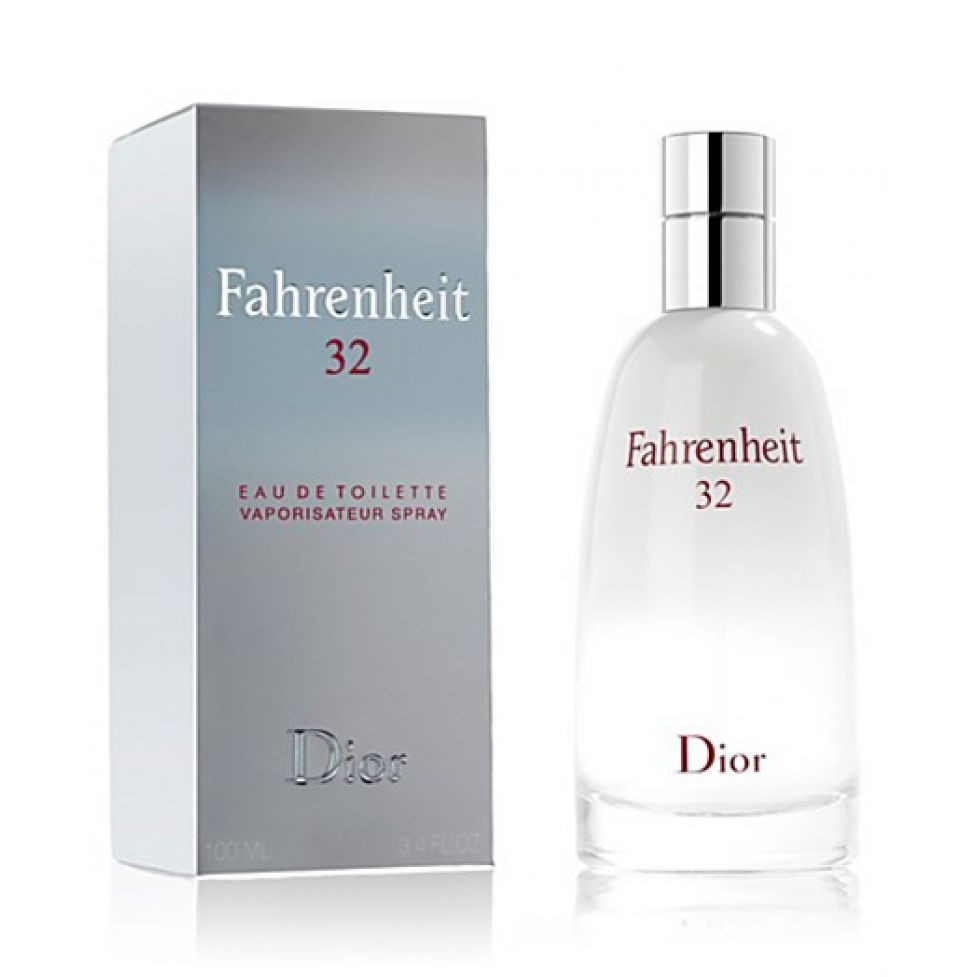 Fahrenheit
32
EAU DE TOILETTE
VAPORISATEUR SPRAY
Dior
100 ML 3.4 FL.OZ
Fahrenheit
32
Dior